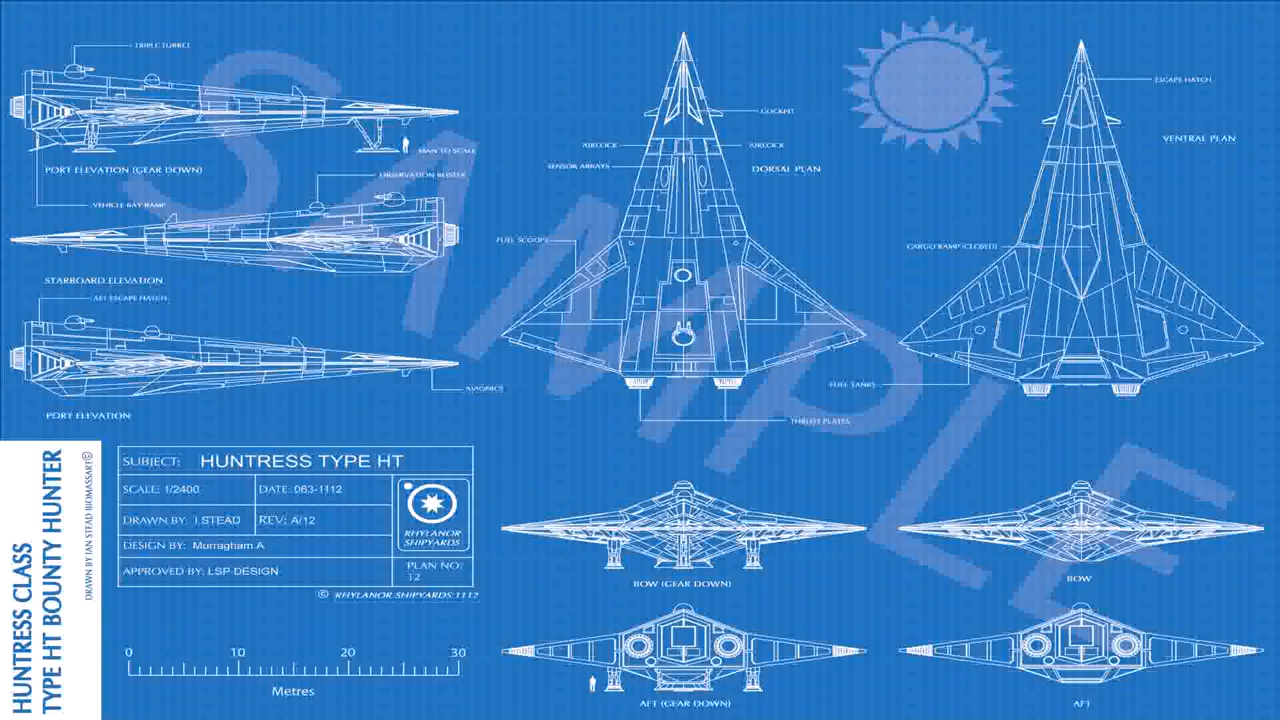 TRIPLE TURRET
MAN TO SCALE
PORT ELEVATION (GEAR DOWN)
OBSERVATION BLISTER
VEHICLE BAY RAMP
STARBOARD ELEVATION
AFT ESCAPE HATCH
AVIONICS
PORT ELEVATION
COCKPIT
AIRLOCK
AIRLOCK
SENSOR ARRAYS
DORSAL PLAN
FUEL SCOOPS
THRUST PLATES
ESCAPE HATCH
VENTRAL PLAN
CARGO RAMP (CLOSED)
FUEL TANKS
SAMPLE
HUNTRESS CLASS
TYPE HT BOUNTY HUNTER
DRAWN BY IAN STEAD BIOMASSART©
SUBJECT: HUNTRESS TYPE HT
SCALE: 1/2400
DATE: 063-1112
DRAWN BY: I.STEAD
REV: A/12
DESIGN BY: Murragham.A
APPROVED BY: LSP-DESIGN
RHYLANOR
SHIPYARDS
PLAN NO:
12
© RHYLANOR.SHIPYARDS:1112
0 10 20 30
Metres
BOW (GEAR DOWN)
BOW
AFT (GEAR DOWN)
AFT